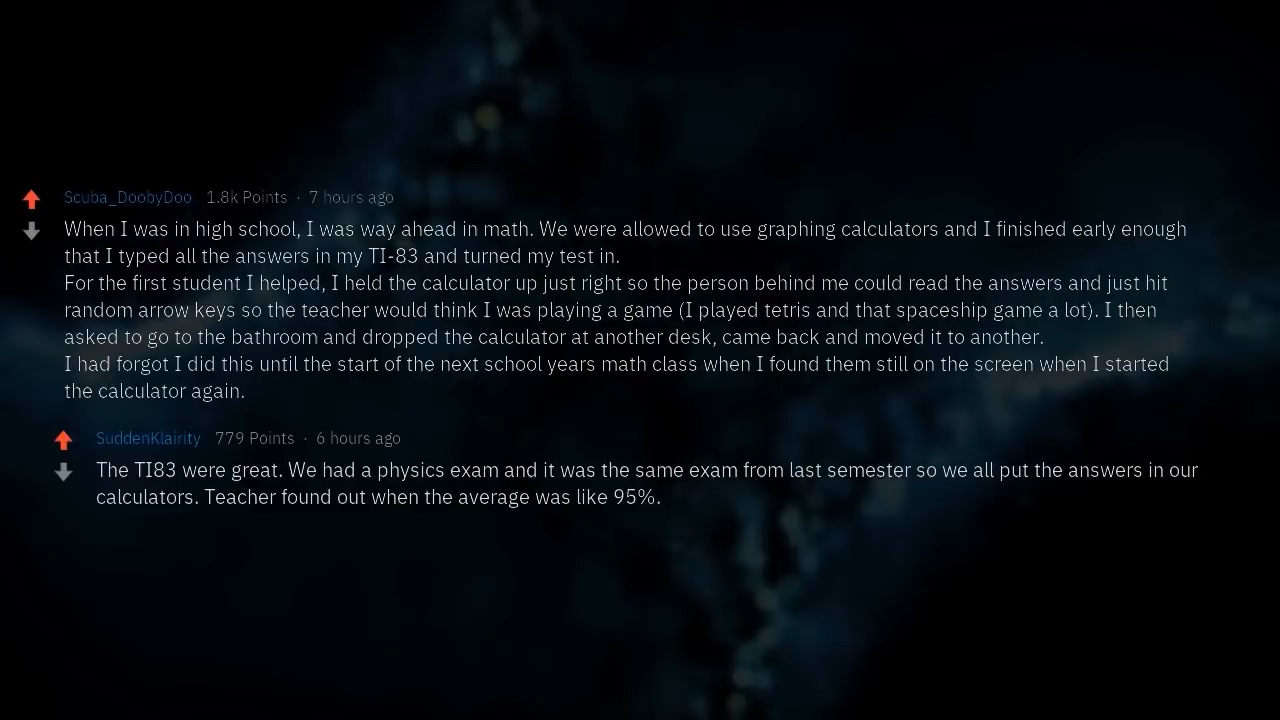 Scuba_DoobyDoo 1.8k Points · 7 hours ago
When I was in high school, I was way ahead in math. We were allowed to use graphing calculators and I finished early enough
that I typed all the answers in my TI-83 and turned my test in.
For the first student I helped, I held the calculator up just right so the person behind me could read the answers and just hit
random arrow keys so the teacher would think I was playing a game (I played tetris and that spaceship game a lot). I then
asked to go to the bathroom and dropped the calculator at another desk, came back and moved it to another.
I had forgot I did this until the start of the next school years math class when I found them still on the screen when I started
the calculator again.
SuddenKlairity 779 Points · 6 hours ago
The TI83 were great. We had a physics exam and it was the same exam from last semester so we all put the answers in our
calculators. Teacher found out when the average was like 95%.